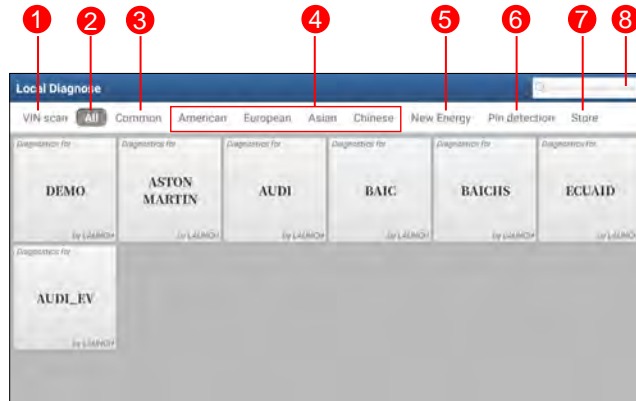 1 2 3 4 5 6 7 8
Local Diagnose
VIN scan All Common American European Asian Chinese New Energy Pin detection Store
Diagnostics for Diagnostics for Diagnostics for Diagnostics for Diagnostics for Diagnostics for
DEMO ASTON MARTIN AUDI BAIC BAICHS ECUAID
by LAUNCH by LAUNCH by LAUNCH by LAUNCH by LAUNCH by LAUNCH
Diagnostics for
AUDI_EV
by LAUNCH